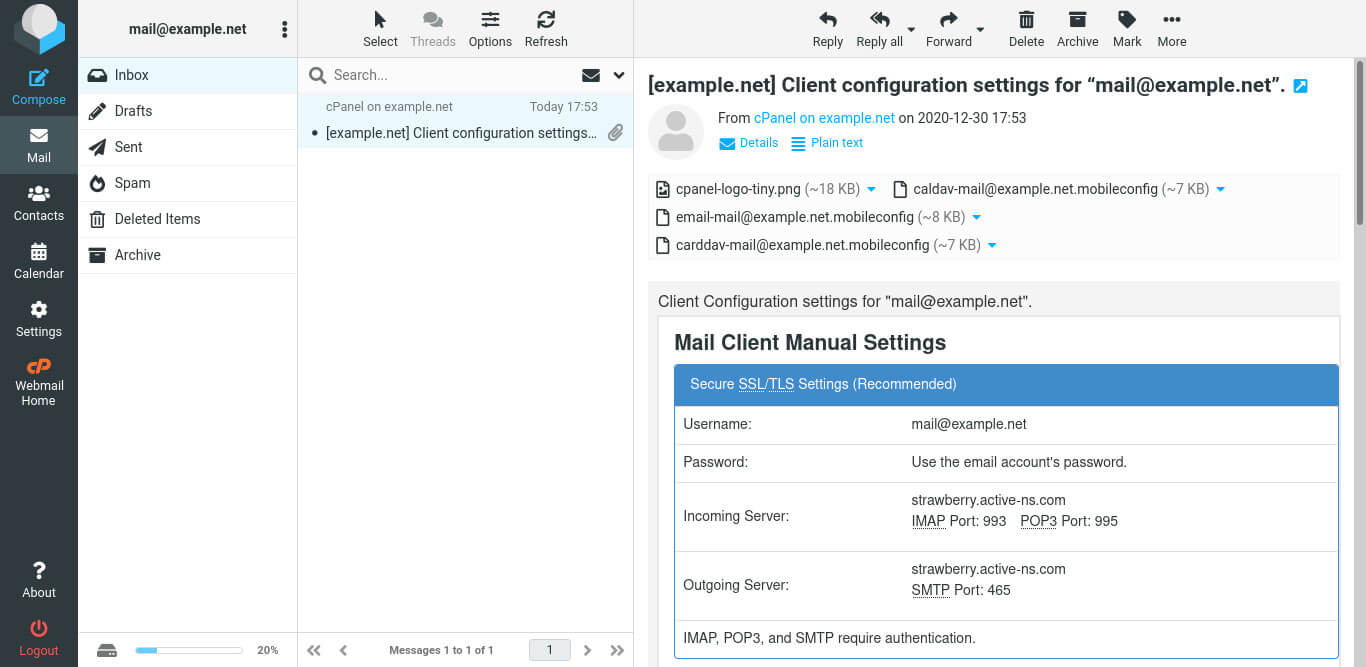 mail@example.net
Compose
Mail
Contacts
Calendar
Settings
cP
Webmail
Home
About
Logout
Inbox
Drafts
Sent
Spam
Deleted Items
Archive
20%
Select
Threads
Options
Refresh
Search...
cPanel on example.net Today 17:53
[example.net] Client configuration settings...
Messages 1 to 1 of 1
1
Reply
Reply all
Forward
Delete
Archive
Mark
More
[example.net] Client configuration settings for “mail@example.net”.
From cPanel on example.net on 2020-12-30 17:53
Details Plain text
cpanel-logo-tiny.png (~18 KB) caldav-mail@example.net.mobileconfig (~7 KB)
email-mail@example.net.mobileconfig (~8 KB)
carddav-mail@example.net.mobileconfig (~7 KB)
Client Configuration settings for "mail@example.net".
Mail Client Manual Settings
Secure SSL/TLS Settings (Recommended)
Username: mail@example.net
Password: Use the email account's password.
Incoming Server: strawberry.active-ns.com
IMAP Port: 993 POP3 Port: 995
Outgoing Server: strawberry.active-ns.com
SMTP Port: 465
IMAP, POP3, and SMTP require authentication.